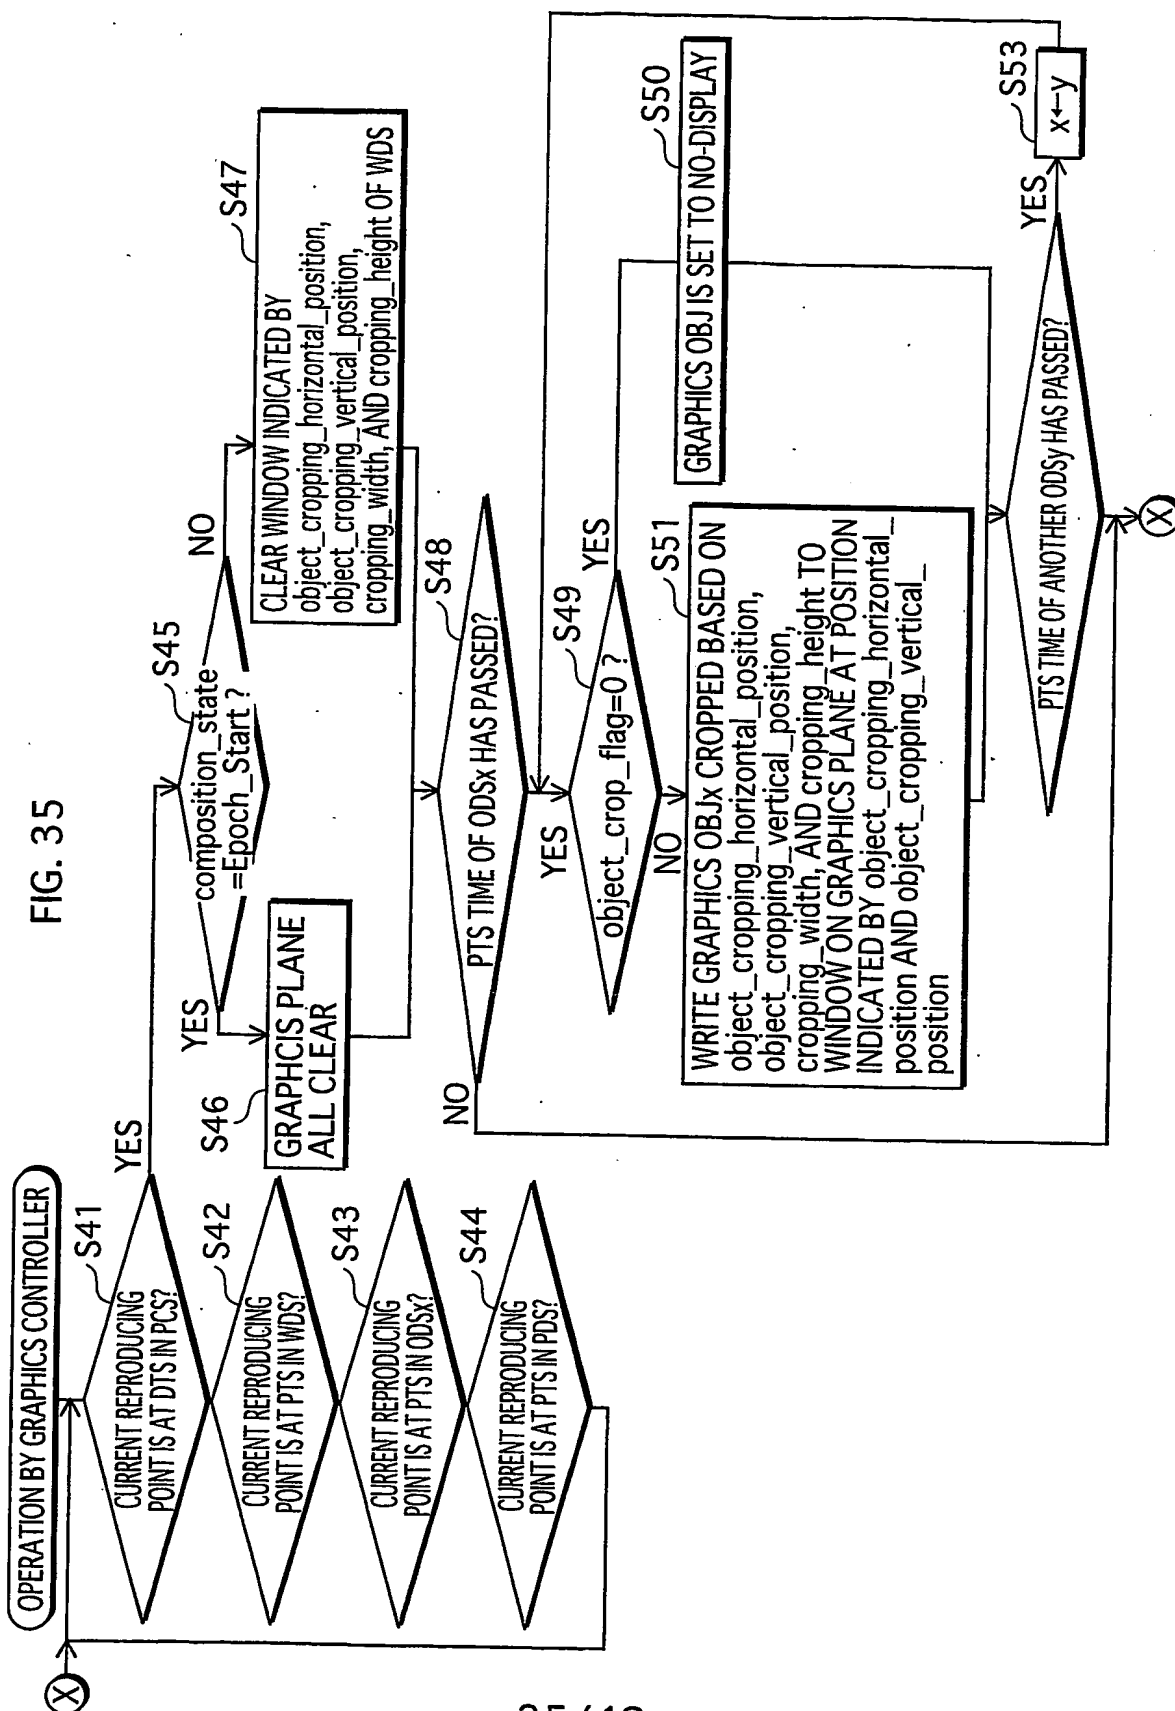 FIG. 35
OPERATION BY GRAPHICS CONTROLLER
S41
CURRENT REPRODUCING
POINT IS AT DTS IN PCS?
YES
S42
CURRENT REPRODUCING
POINT IS AT PTS IN WDS?
S43
CURRENT REPRODUCING
POINT IS AT PTS IN ODSx?
S44
CURRENT REPRODUCING
POINT IS AT PTS IN PDS?
X
S45
composition_state
=Epoch_Start ?
YES
NO
S46
GRAPHCIS PLANE
ALL CLEAR
S47
CLEAR WINDOW INDICATED BY
object_cropping_horizontal_position,
object_cropping_vertical_position,
cropping_width, AND cropping_height OF WDS
S48
PTS TIME OF ODSx HAS PASSED?
NO
YES
S49
object_crop_flag=0 ?
YES
NO
S50
GRAPHICS OBJ IS SET TO NO-DISPLAY
S51
WRITE GRAPHICS OBJx CROPPED BASED ON
object_cropping_horizontal_position,
object_cropping_vertical_position,
cropping_width, AND cropping_height TO
WINDOW ON GRAPHICS PLANE AT POSITION
INDICATED BY object_cropping_horizontal_
position AND object_cropping_vertical_
position
PTS TIME OF ANOTHER ODSy HAS PASSED?
YES
S53
x←y
X